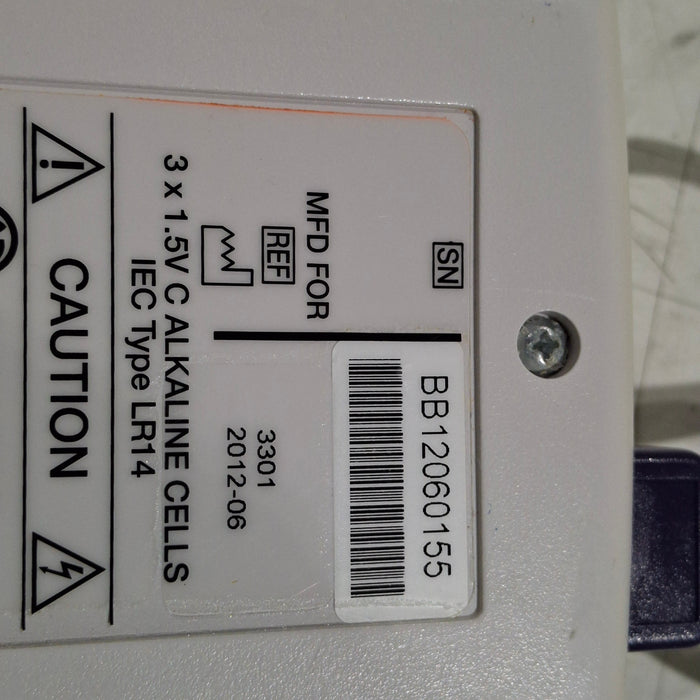 SN
BB12060155
MFD FOR
REF 3301
2012-06
3 x 1.5V C ALKALINE CELLS
IEC Type LR14
CAUTION